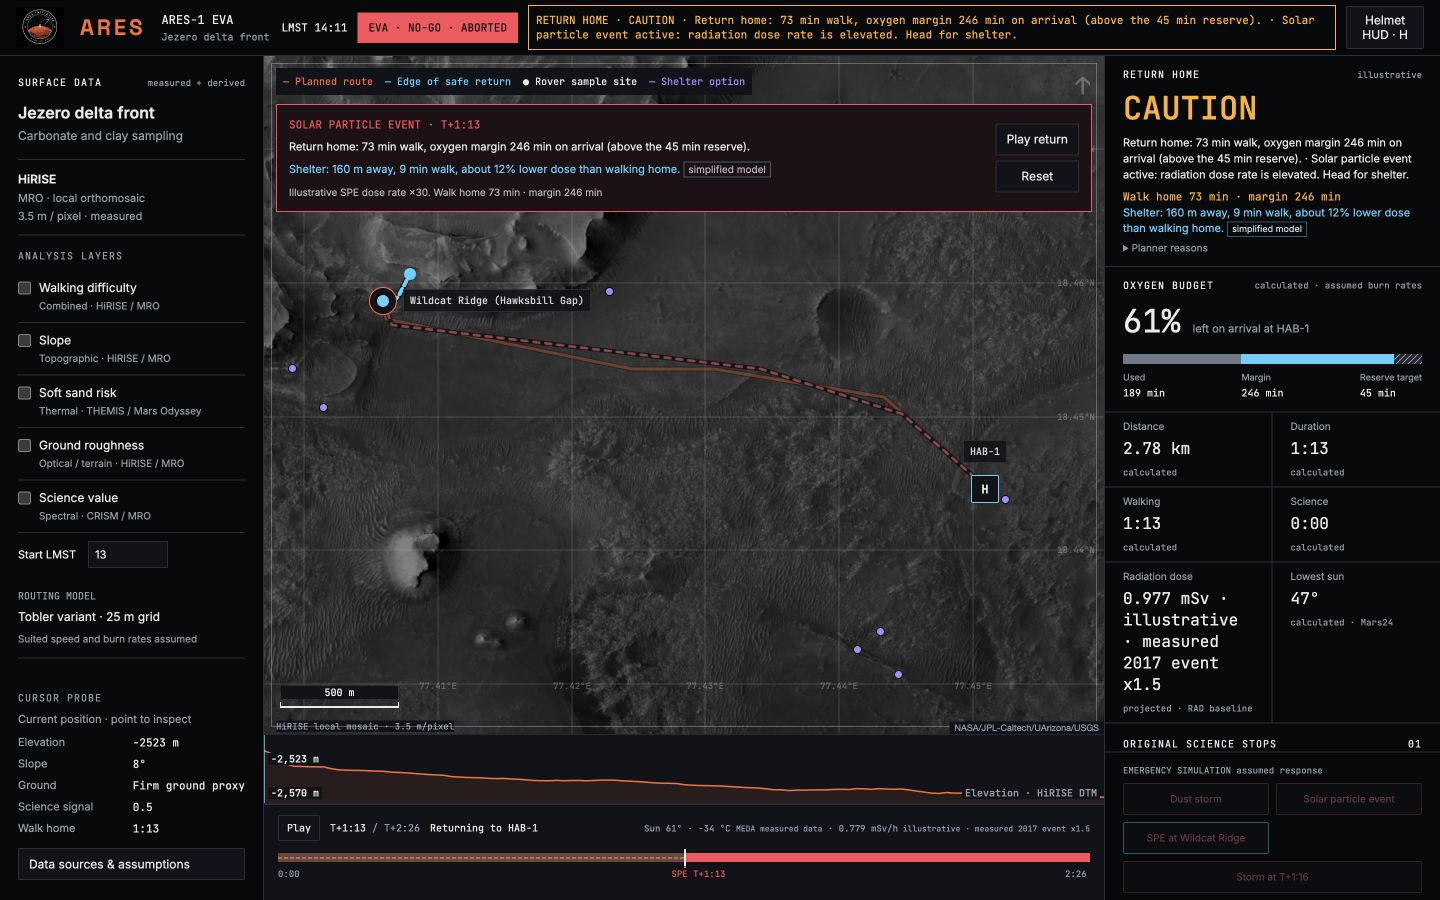 ARES
ARES-1 EVA
Jezero delta front
LMST 14:11
EVA · NO-GO · ABORTED
RETURN HOME · CAUTION · Return home: 73 min walk, oxygen margin 246 min on arrival (above the 45 min reserve). · Solar
particle event active: radiation dose rate is elevated. Head for shelter.
Helmet
HUD · H
SURFACE DATA
measured + derived
Jezero delta front
Carbonate and clay sampling
HiRISE
MRO · local orthomosaic
3.5 m / pixel · measured
ANALYSIS LAYERS
Walking difficulty
Combined · HiRISE / MRO
Slope
Topographic · HiRISE / MRO
Soft sand risk
Thermal · THEMIS / Mars Odyssey
Ground roughness
Optical / terrain · HiRISE / MRO
Science value
Spectral · CRISM / MRO
Start LMST
13
ROUTING MODEL
Tobler variant · 25 m grid
Suited speed and burn rates assumed
CURSOR PROBE
Current position · point to inspect
Elevation -2523 m
Slope 8°
Ground Firm ground proxy
Science signal 0.5
Walk home 1:13
Data sources & assumptions
Planned route
Edge of safe return
Rover sample site
Shelter option
SOLAR PARTICLE EVENT · T+1:13
Return home: 73 min walk, oxygen margin 246 min on arrival (above the 45 min reserve).
Shelter: 160 m away, 9 min walk, about 12% lower dose than walking home. simplified model
Illustrative SPE dose rate ×30. Walk home 73 min · margin 246 min
Play return
Reset
Wildcat Ridge (Hawksbill Gap)
HAB-1
H
18.46°N
18.45°N
18.44°N
77.41°E
77.42°E
77.43°E
77.44°E
77.45°E
500 m
HiRISE local mosaic · 3.5 m/pixel
NASA/JPL-Caltech/UArizona/USGS
-2,523 m
-2,570 m
Elevation · HiRISE DTM
Play
T+1:13 / T+2:26
Returning to HAB-1
Sun 61° · -34 °C MEDA measured data · 0.779 mSv/h illustrative · measured 2017 event x1.5
0:00
SPE T+1:13
2:26
RETURN HOME
illustrative
CAUTION
Return home: 73 min walk, oxygen margin 246 min on
arrival (above the 45 min reserve). · Solar particle event
active: radiation dose rate is elevated. Head for shelter.
Walk home 73 min · margin 246 min
Shelter: 160 m away, 9 min walk, about 12% lower dose
than walking home. simplified model
Planner reasons
OXYGEN BUDGET
calculated · assumed burn rates
61% left on arrival at HAB-1
Used
189 min
Margin
246 min
Reserve target
45 min
Distance
2.78 km
calculated
Duration
1:13
calculated
Walking
1:13
calculated
Science
0:00
calculated
Radiation dose
0.977 mSv ·
illustrative
· measured
2017 event
x1.5
projected · RAD baseline
Lowest sun
47°
calculated · Mars24
ORIGINAL SCIENCE STOPS
01
EMERGENCY SIMULATION assumed response
Dust storm
Solar particle event
SPE at Wildcat Ridge
Storm at T+1:16